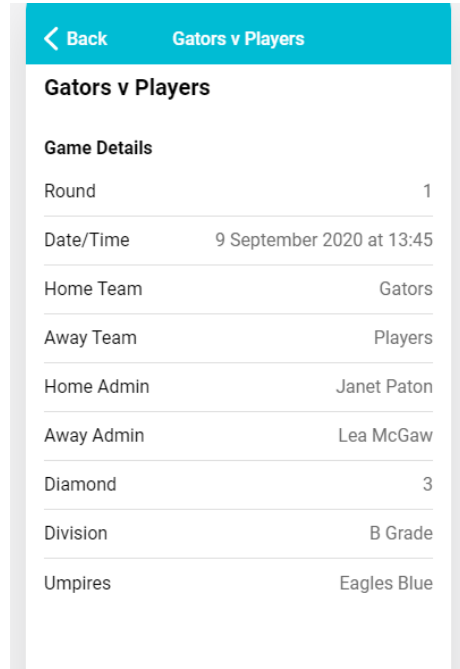 Back Gators v Players
Gators v Players
Game Details
Round 1
Date/Time 9 September 2020 at 13:45
Home Team Gators
Away Team Players
Home Admin Janet Paton
Away Admin Lea McGaw
Diamond 3
Division B Grade
Umpires Eagles Blue